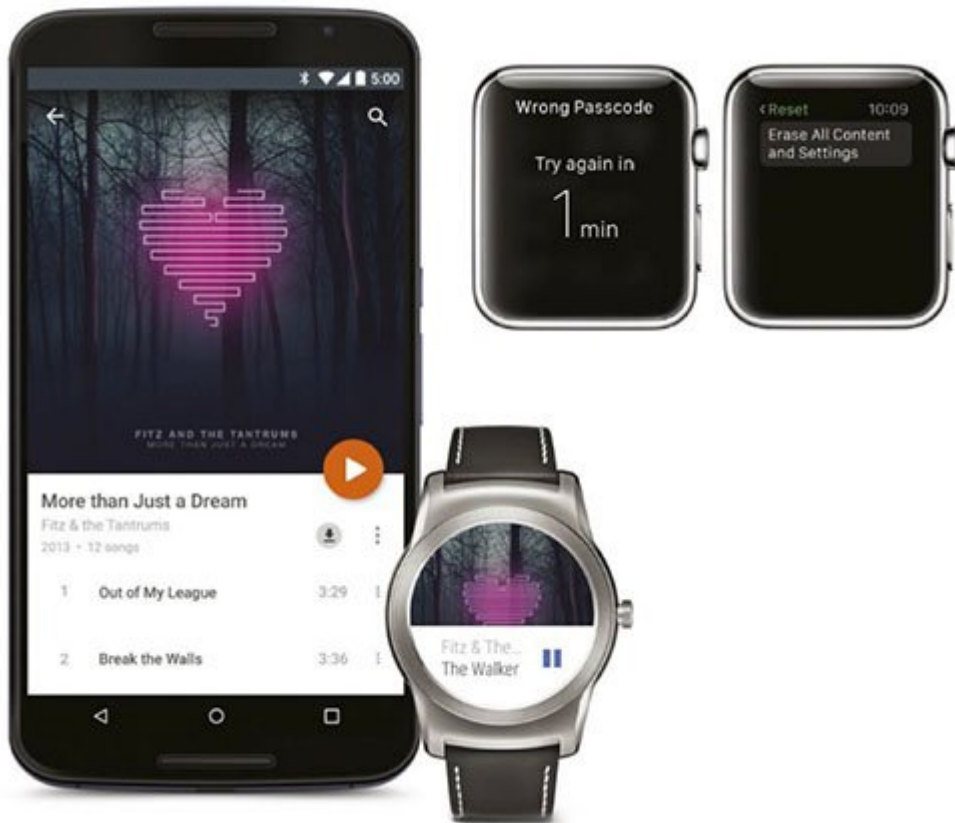 5:00
FITZ AND THE TANTRUMS
MORE THAN JUST A DREAM
More than Just a Dream
Fitz & the Tantrums
2013 • 12 songs
1 Out of My League 3:29
2 Break the Walls 3:36
Wrong Passcode
Try again in
1 min
<Reset 10:09
Erase All Content
and Settings
Fitz & The...
The Walker